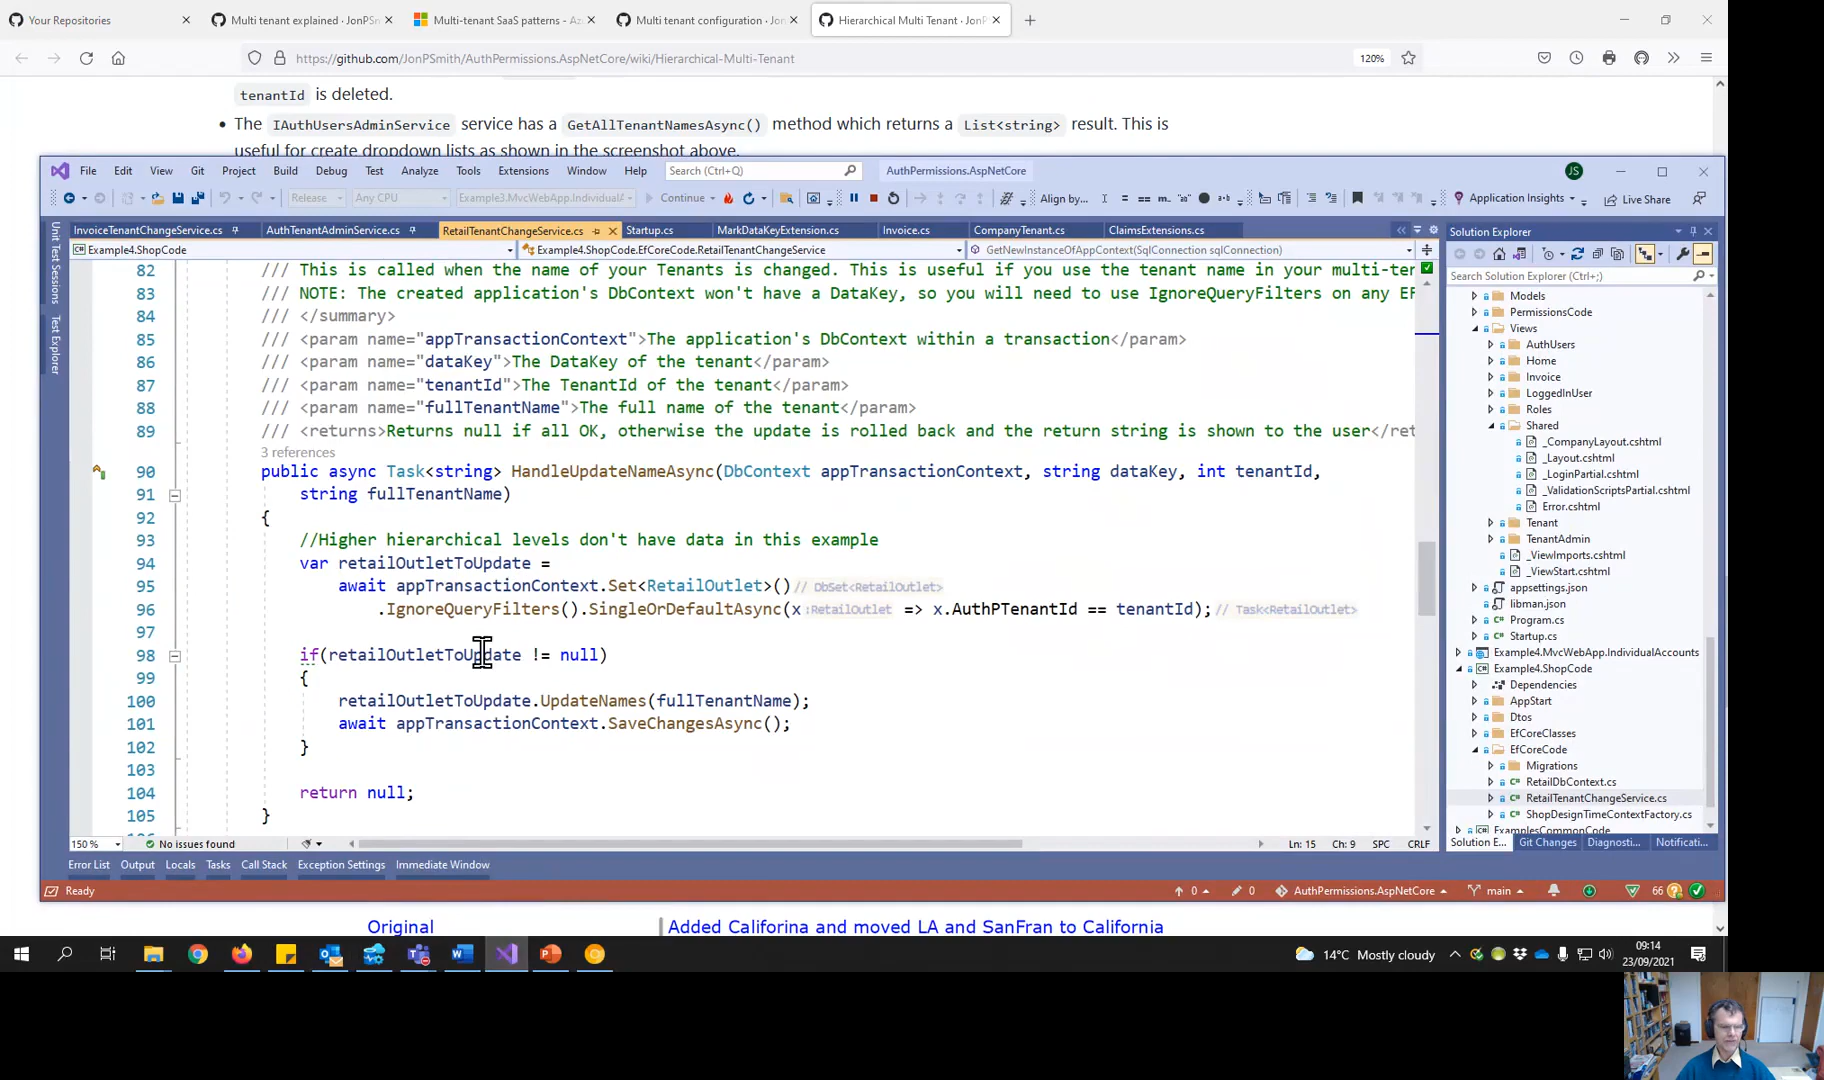 Your Repositories
Multi tenant explained · JonPSm
Multi-tenant SaaS patterns - Az
Multi tenant configuration · Jon
Hierarchical Multi Tenant · JonP
https://github.com/JonPSmith/AuthPermissions.AspNetCore/wiki/Hierarchical-Multi-Tenant
120%
tenantId is deleted.
The IAuthUsersAdminService service has a GetAllTenantNamesAsync() method which returns a List<string> result. This is
useful for create dropdown lists as shown in the screenshot above.
File Edit View Git Project Build Debug Test Analyze Tools Extensions Window Help Search (Ctrl+Q) AuthPermissions.AspNetCore JS
Release Any CPU Example3.MvcWebApp.IndividualA Continue Align by... Application Insights Live Share
InvoiceTenantChangeService.cs AuthTenantAdminService.cs RetailTenantChangeService.cs Startup.cs MarkDataKeyExtension.cs Invoice.cs CompanyTenant.cs ClaimsExtensions.cs
Example4.ShopCode Example4.ShopCode.EfCoreCode.RetailTenantChangeService GetNewInstanceOfAppContext(SqlConnection sqlConnection)
Unit Test Sessions
Test Explorer
82 /// This is called when the name of your Tenants is changed. This is useful if you use the tenant name in your multi-ter
83 /// NOTE: The created application's DbContext won't have a DataKey, so you will need to use IgnoreQueryFilters on any EF
84 /// </summary>
85 /// <param name="appTransactionContext">The application's DbContext within a transaction</param>
86 /// <param name="dataKey">The DataKey of the tenant</param>
87 /// <param name="tenantId">The TenantId of the tenant</param>
88 /// <param name="fullTenantName">The full name of the tenant</param>
89 /// <returns>Returns null if all OK, otherwise the update is rolled back and the return string is shown to the user</ret
3 references
90 public async Task<string> HandleUpdateNameAsync(DbContext appTransactionContext, string dataKey, int tenantId,
91 string fullTenantName)
92 {
93 //Higher hierarchical levels don't have data in this example
94 var retailOutletToUpdate =
95 await appTransactionContext.Set<RetailOutlet>() // DbSet<RetailOutlet>
96 .IgnoreQueryFilters().SingleOrDefaultAsync(x :RetailOutlet => x.AuthPTenantId == tenantId); // Task<RetailOutlet>
97
98 if(retailOutletToUpdate != null)
99 {
100 retailOutletToUpdate.UpdateNames(fullTenantName);
101 await appTransactionContext.SaveChangesAsync();
102 }
103
104 return null;
105 }
150 % No issues found Ln: 15 Ch: 9 SPC CRLF
Error List Output Locals Tasks Call Stack Exception Settings Immediate Window
Ready 0 0 AuthPermissions.AspNetCore main 66
Solution Explorer
Search Solution Explorer (Ctrl+;)
Models
PermissionsCode
Views
AuthUsers
Home
Invoice
LoggedInUser
Roles
Shared
_CompanyLayout.cshtml
_Layout.cshtml
_LoginPartial.cshtml
_ValidationScriptsPartial.cshtml
Error.cshtml
Tenant
TenantAdmin
_ViewImports.cshtml
_ViewStart.cshtml
appsettings.json
libman.json
Program.cs
Startup.cs
Example4.MvcWebApp.IndividualAccounts
Example4.ShopCode
Dependencies
AppStart
Dtos
EfCoreClasses
EfCoreCode
Migrations
RetailDbContext.cs
RetailTenantChangeService.cs
ShopDesignTimeContextFactory.cs
ExamplesCommonCode
Solution E... Git Changes Diagnosti... Notificati...
Original
Added Califorina and moved LA and SanFran to California
14°C Mostly cloudy
09:14
23/09/2021